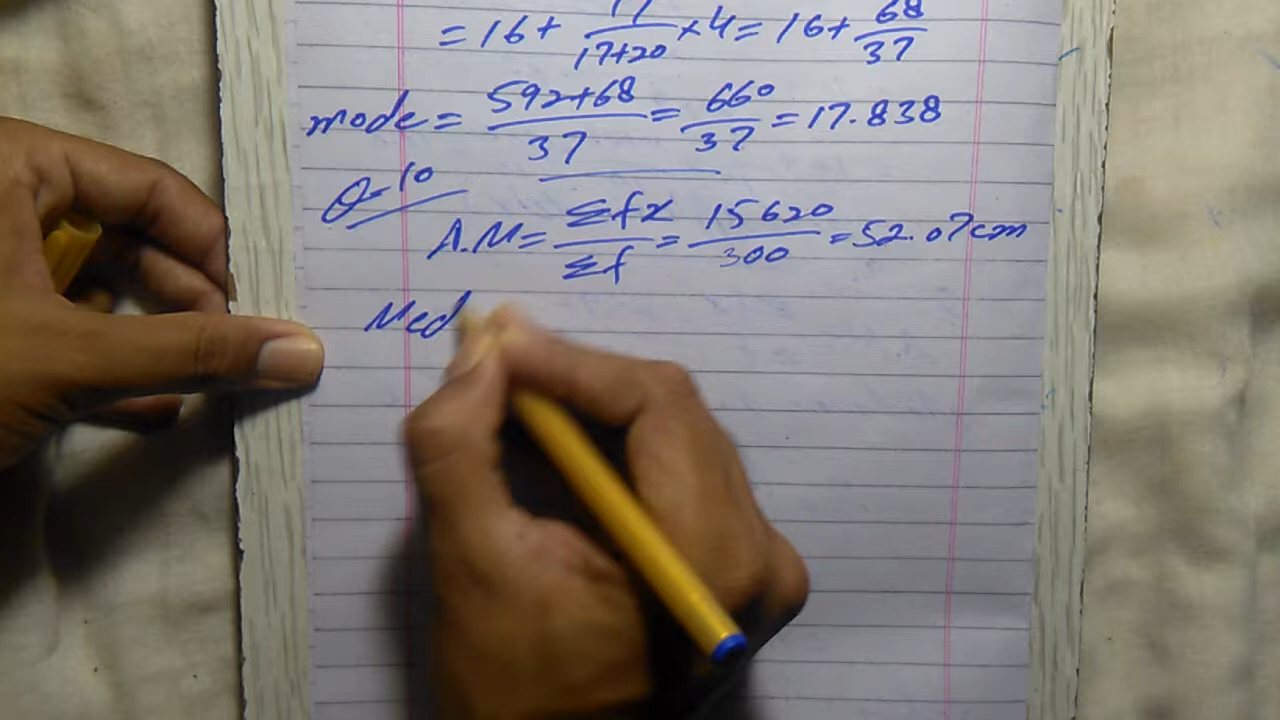 = 16 + 17/17+20 × 4 = 16 + 68/37
mode = 592+68/37 = 660/37 = 17.838
Q-10
A.M = Σfx/Σf = 15620/300 = 52.07cm
Med